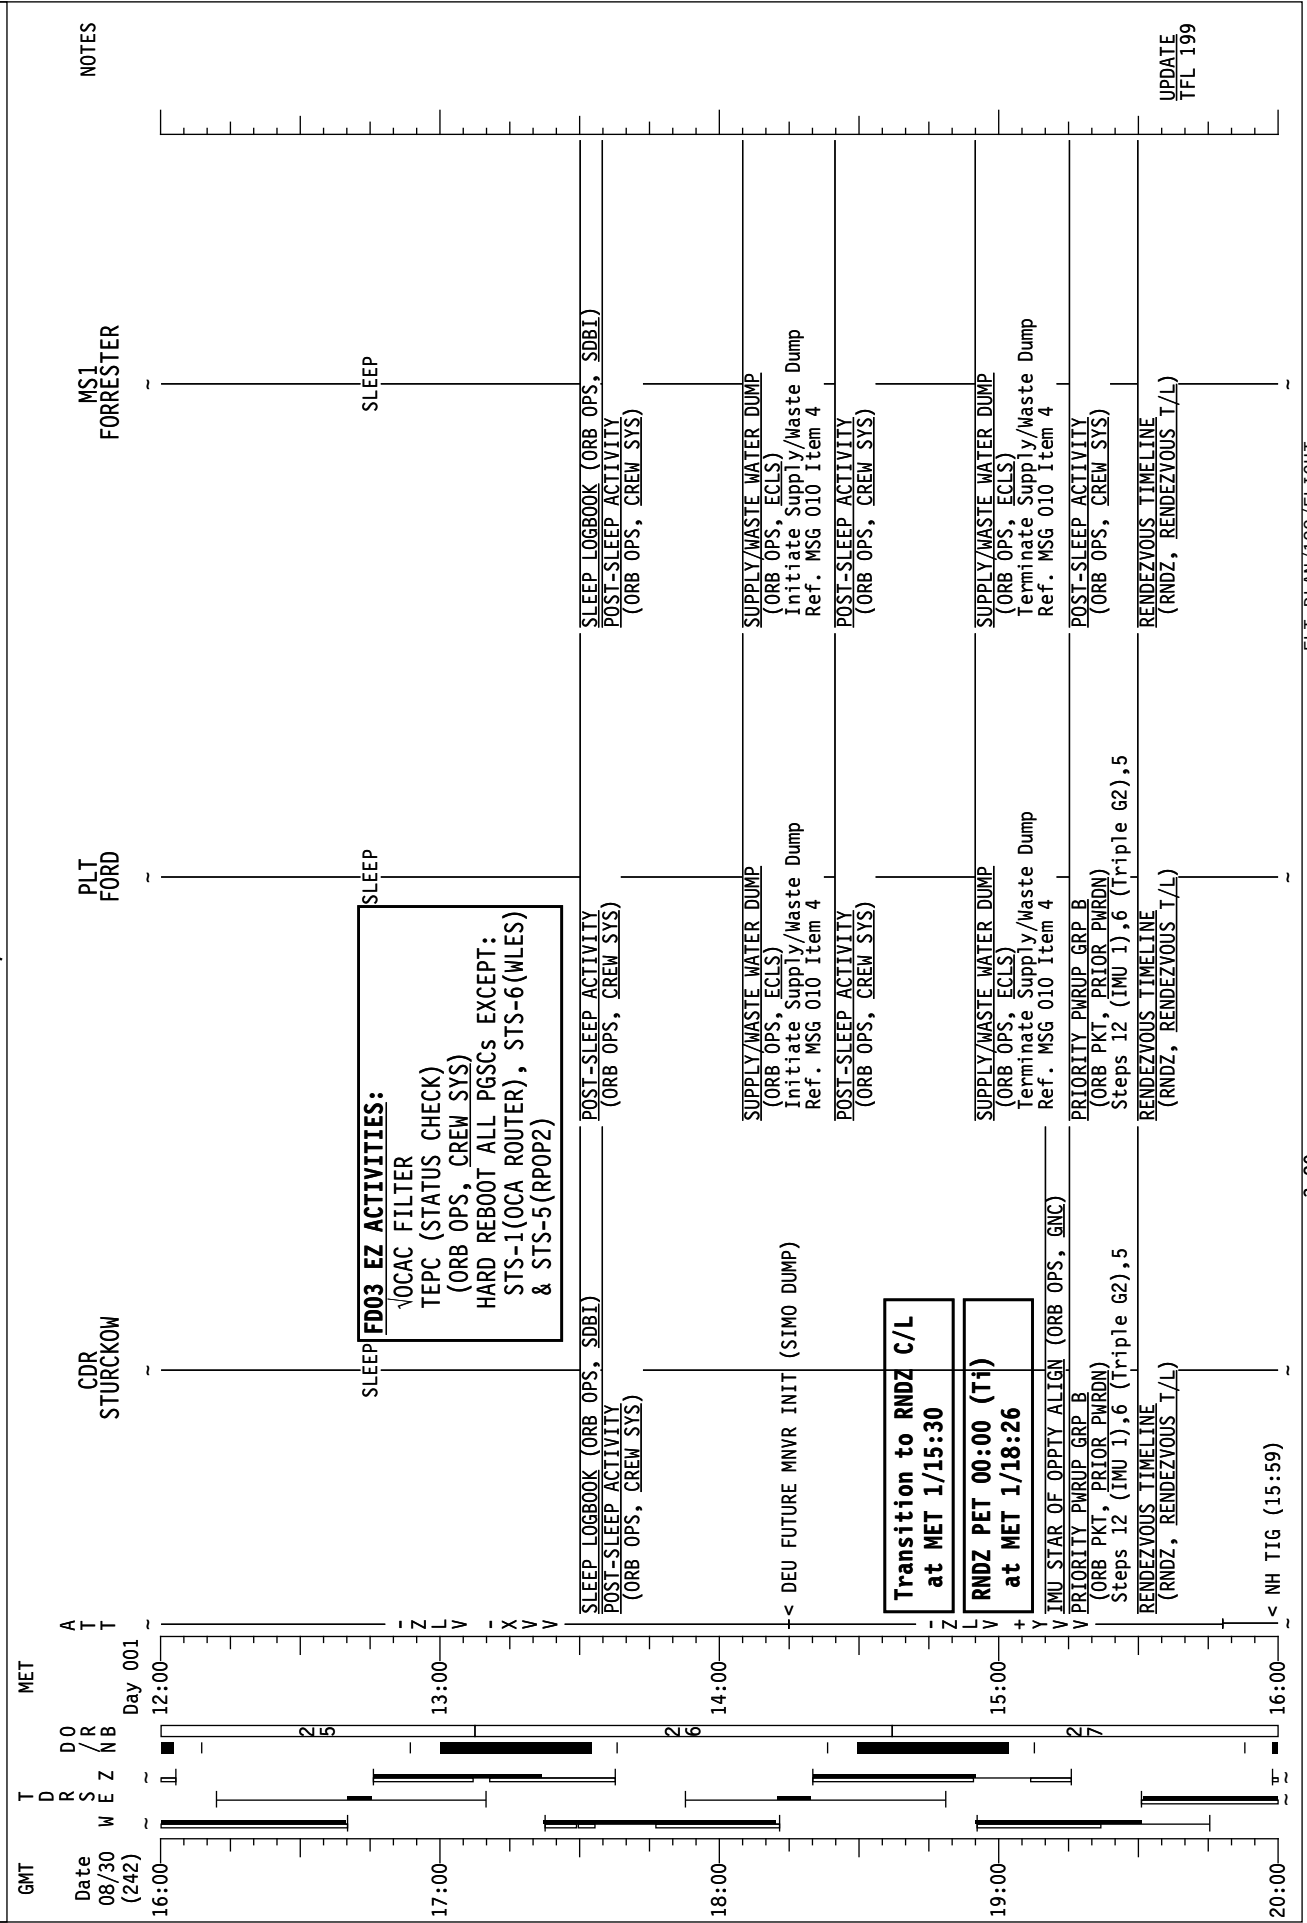 GMT
Date
08/30
(242)
16:00
17:00
18:00
19:00
20:00
T
D
R
S
W E Z
D O
/ R
N B
25
26
27
MET
Day 001
12:00
13:00
14:00
15:00
16:00
A
T
T
-ZLV
-XVV
-ZLV
+YVV
CDR
STURCKOW
SLEEP
SLEEP LOGBOOK (ORB OPS, SDBI)
POST-SLEEP ACTIVITY
(ORB OPS, CREW SYS)
< DEU FUTURE MNVR INIT (SIMO DUMP)
Transition to RNDZ C/L
at MET 1/15:30
RNDZ PET 00:00 (Ti)
at MET 1/18:26
IMU STAR OF OPPTY ALIGN (ORB OPS, GNC)
PRIORITY PWRUP GRP B
(ORB PKT, PRIOR PWRDN)
Steps 12 (IMU 1),6 (Triple G2),5
RENDEZVOUS TIMELINE
(RNDZ, RENDEZVOUS T/L)
< NH TIG (15:59)
FD03 EZ ACTIVITIES:
√OCAC FILTER
TEPC (STATUS CHECK)
(ORB OPS, CREW SYS)
HARD REBOOT ALL PGSCs EXCEPT:
STS-1(OCA ROUTER), STS-6(WLES)
& STS-5(RPOP2)
PLT
FORD
SLEEP
POST-SLEEP ACTIVITY
(ORB OPS, CREW SYS)
SUPPLY/WASTE WATER DUMP
(ORB OPS, ECLS)
Initiate Supply/Waste Dump
Ref. MSG 010 Item 4
POST-SLEEP ACTIVITY
(ORB OPS, CREW SYS)
SUPPLY/WASTE WATER DUMP
(ORB OPS, ECLS)
Terminate Supply/Waste Dump
Ref. MSG 010 Item 4
PRIORITY PWRUP GRP B
(ORB PKT, PRIOR PWRDN)
Steps 12 (IMU 1),6 (Triple G2),5
RENDEZVOUS TIMELINE
(RNDZ, RENDEZVOUS T/L)
MS1
FORRESTER
SLEEP
SLEEP LOGBOOK (ORB OPS, SDBI)
POST-SLEEP ACTIVITY
(ORB OPS, CREW SYS)
SUPPLY/WASTE WATER DUMP
(ORB OPS, ECLS)
Initiate Supply/Waste Dump
Ref. MSG 010 Item 4
POST-SLEEP ACTIVITY
(ORB OPS, CREW SYS)
SUPPLY/WASTE WATER DUMP
(ORB OPS, ECLS)
Terminate Supply/Waste Dump
Ref. MSG 010 Item 4
POST-SLEEP ACTIVITY
(ORB OPS, CREW SYS)
RENDEZVOUS TIMELINE
(RNDZ, RENDEZVOUS T/L)
NOTES
UPDATE
TFL 199